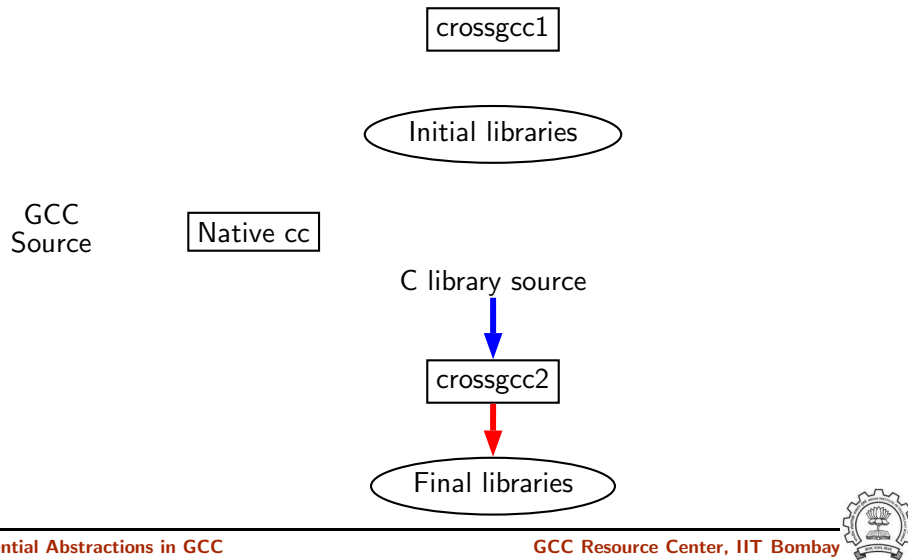 crossgcc1
Initial libraries
GCC
Source
Native cc
C library source
crossgcc2
Final libraries
ntial Abstractions in GCC
GCC Resource Center, IIT Bombay